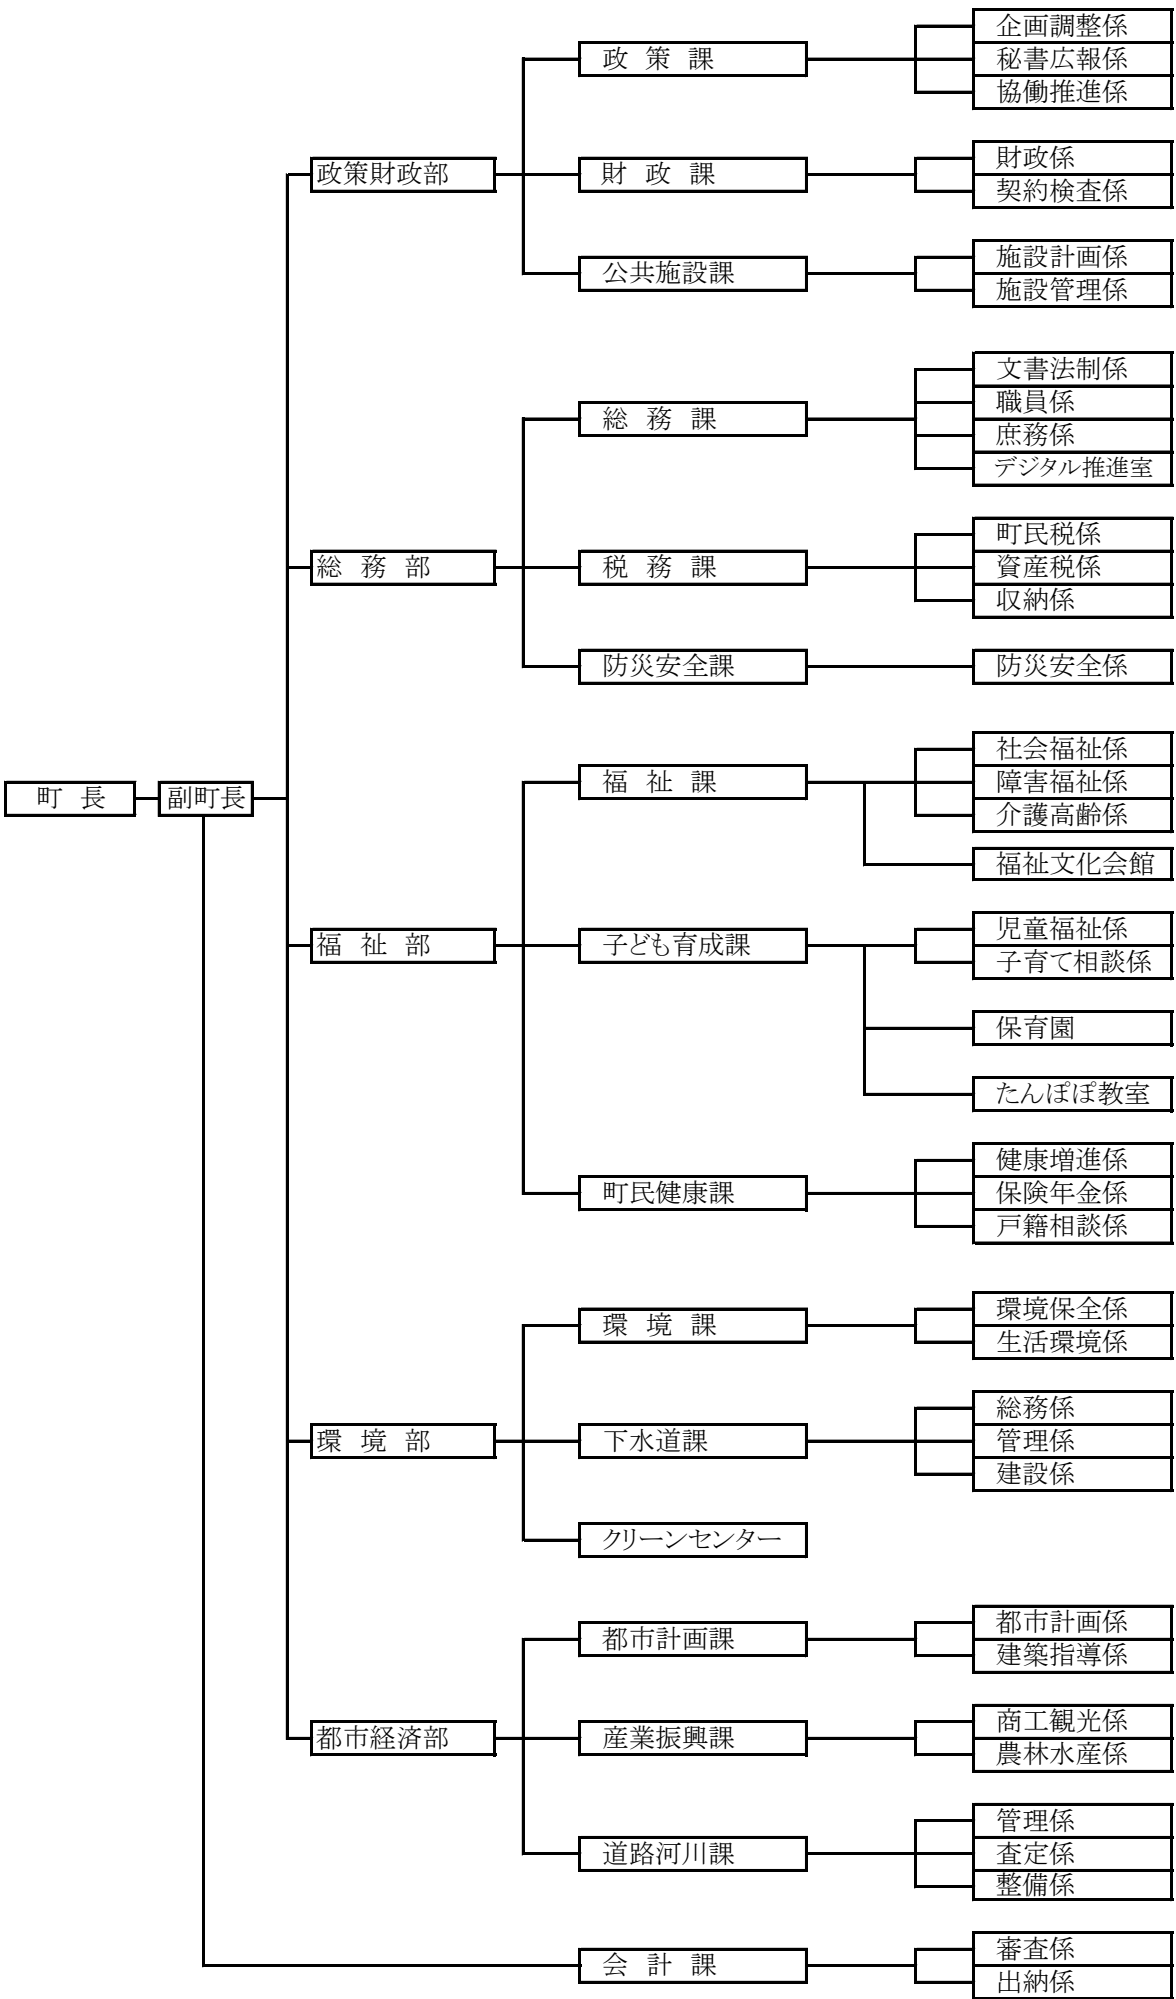 町 長
副町長
政策財政部
政 策 課
企画調整係
秘書広報係
協働推進係
財 政 課
財政係
契約検査係
公共施設課
施設計画係
施設管理係
総 務 部
総 務 課
文書法制係
職員係
庶務係
デジタル推進室
税 務 課
町民税係
資産税係
収納係
防災安全課
防災安全係
福 祉 部
福 祉 課
社会福祉係
障害福祉係
介護高齢係
福祉文化会館
子ども育成課
児童福祉係
子育て相談係
保育園
たんぽぽ教室
町民健康課
健康増進係
保険年金係
戸籍相談係
環 境 部
環 境 課
環境保全係
生活環境係
下水道課
総務係
管理係
建設係
クリーンセンター
都市経済部
都市計画課
都市計画係
建築指導係
産業振興課
商工観光係
農林水産係
道路河川課
管理係
査定係
整備係
会 計 課
審査係
出納係